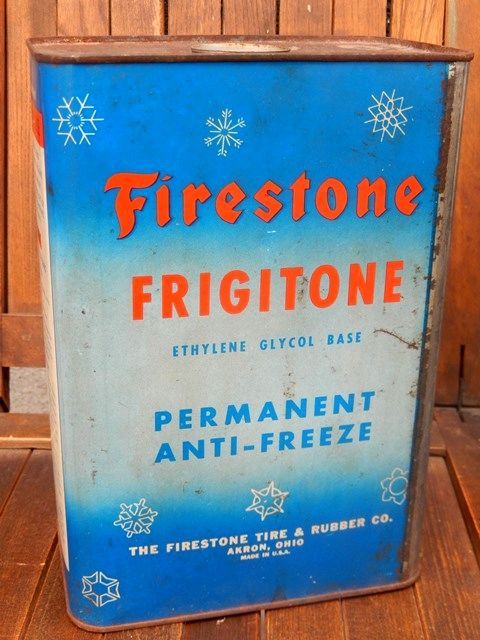 Firestone
FRIGITONE
ETHYLENE GLYCOL BASE
PERMANENT
ANTI-FREEZE
THE FIRESTONE TIRE & RUBBER CO.
AKRON, OHIO
MADE IN U.S.A.